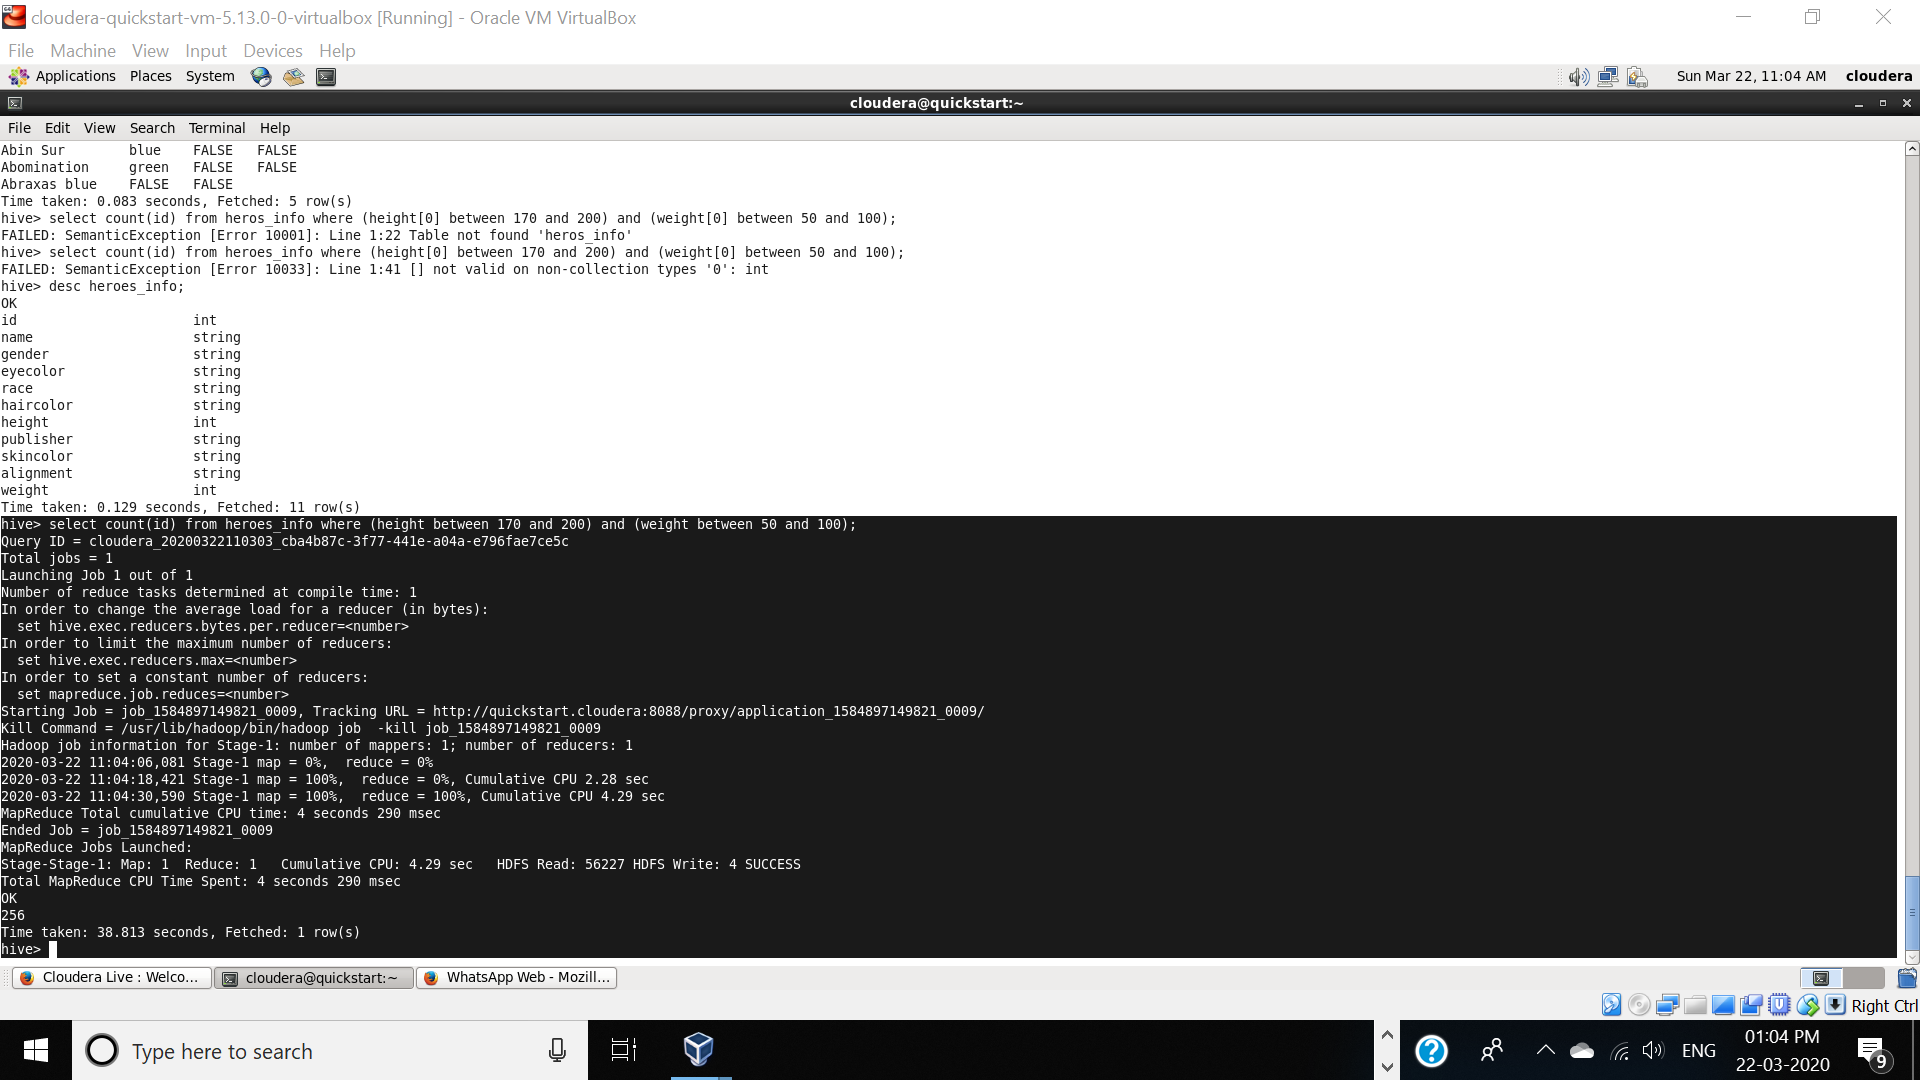 cloudera-quickstart-vm-5.13.0-0-virtualbox [Running] - Oracle VM VirtualBox
File Machine View Input Devices Help
Applications Places System Sun Mar 22, 11:04 AM cloudera
cloudera@quickstart:~
File Edit View Search Terminal Help
Abin Sur blue FALSE FALSE
Abomination green FALSE FALSE
Abraxas blue FALSE FALSE
Time taken: 0.083 seconds, Fetched: 5 row(s)
hive> select count(id) from heros_info where (height[0] between 170 and 200) and (weight[0] between 50 and 100);
FAILED: SemanticException [Error 10001]: Line 1:22 Table not found 'heros_info'
hive> select count(id) from heroes_info where (height[0] between 170 and 200) and (weight[0] between 50 and 100);
FAILED: SemanticException [Error 10033]: Line 1:41 [] not valid on non-collection types '0': int
hive> desc heroes_info;
OK
id int
name string
gender string
eyecolor string
race string
haircolor string
height int
publisher string
skincolor string
alignment string
weight int
Time taken: 0.129 seconds, Fetched: 11 row(s)
hive> select count(id) from heroes_info where (height between 170 and 200) and (weight between 50 and 100);
Query ID = cloudera_20200322110303_cba4b87c-3f77-441e-a04a-e796fae7ce5c
Total jobs = 1
Launching Job 1 out of 1
Number of reduce tasks determined at compile time: 1
In order to change the average load for a reducer (in bytes):
set hive.exec.reducers.bytes.per.reducer=<number>
In order to limit the maximum number of reducers:
set hive.exec.reducers.max=<number>
In order to set a constant number of reducers:
set mapreduce.job.reduces=<number>
Starting Job = job_1584897149821_0009, Tracking URL = http://quickstart.cloudera:8088/proxy/application_1584897149821_0009/
Kill Command = /usr/lib/hadoop/bin/hadoop job -kill job_1584897149821_0009
Hadoop job information for Stage-1: number of mappers: 1; number of reducers: 1
2020-03-22 11:04:06,081 Stage-1 map = 0%, reduce = 0%
2020-03-22 11:04:18,421 Stage-1 map = 100%, reduce = 0%, Cumulative CPU 2.28 sec
2020-03-22 11:04:30,590 Stage-1 map = 100%, reduce = 100%, Cumulative CPU 4.29 sec
MapReduce Total cumulative CPU time: 4 seconds 290 msec
Ended Job = job_1584897149821_0009
MapReduce Jobs Launched:
Stage-Stage-1: Map: 1 Reduce: 1 Cumulative CPU: 4.29 sec HDFS Read: 56227 HDFS Write: 4 SUCCESS
Total MapReduce CPU Time Spent: 4 seconds 290 msec
OK
256
Time taken: 38.813 seconds, Fetched: 1 row(s)
hive>
Cloudera Live : Welco... cloudera@quickstart:~ WhatsApp Web - Mozill...
Right Ctrl
Type here to search ENG 01:04 PM
22-03-2020 9